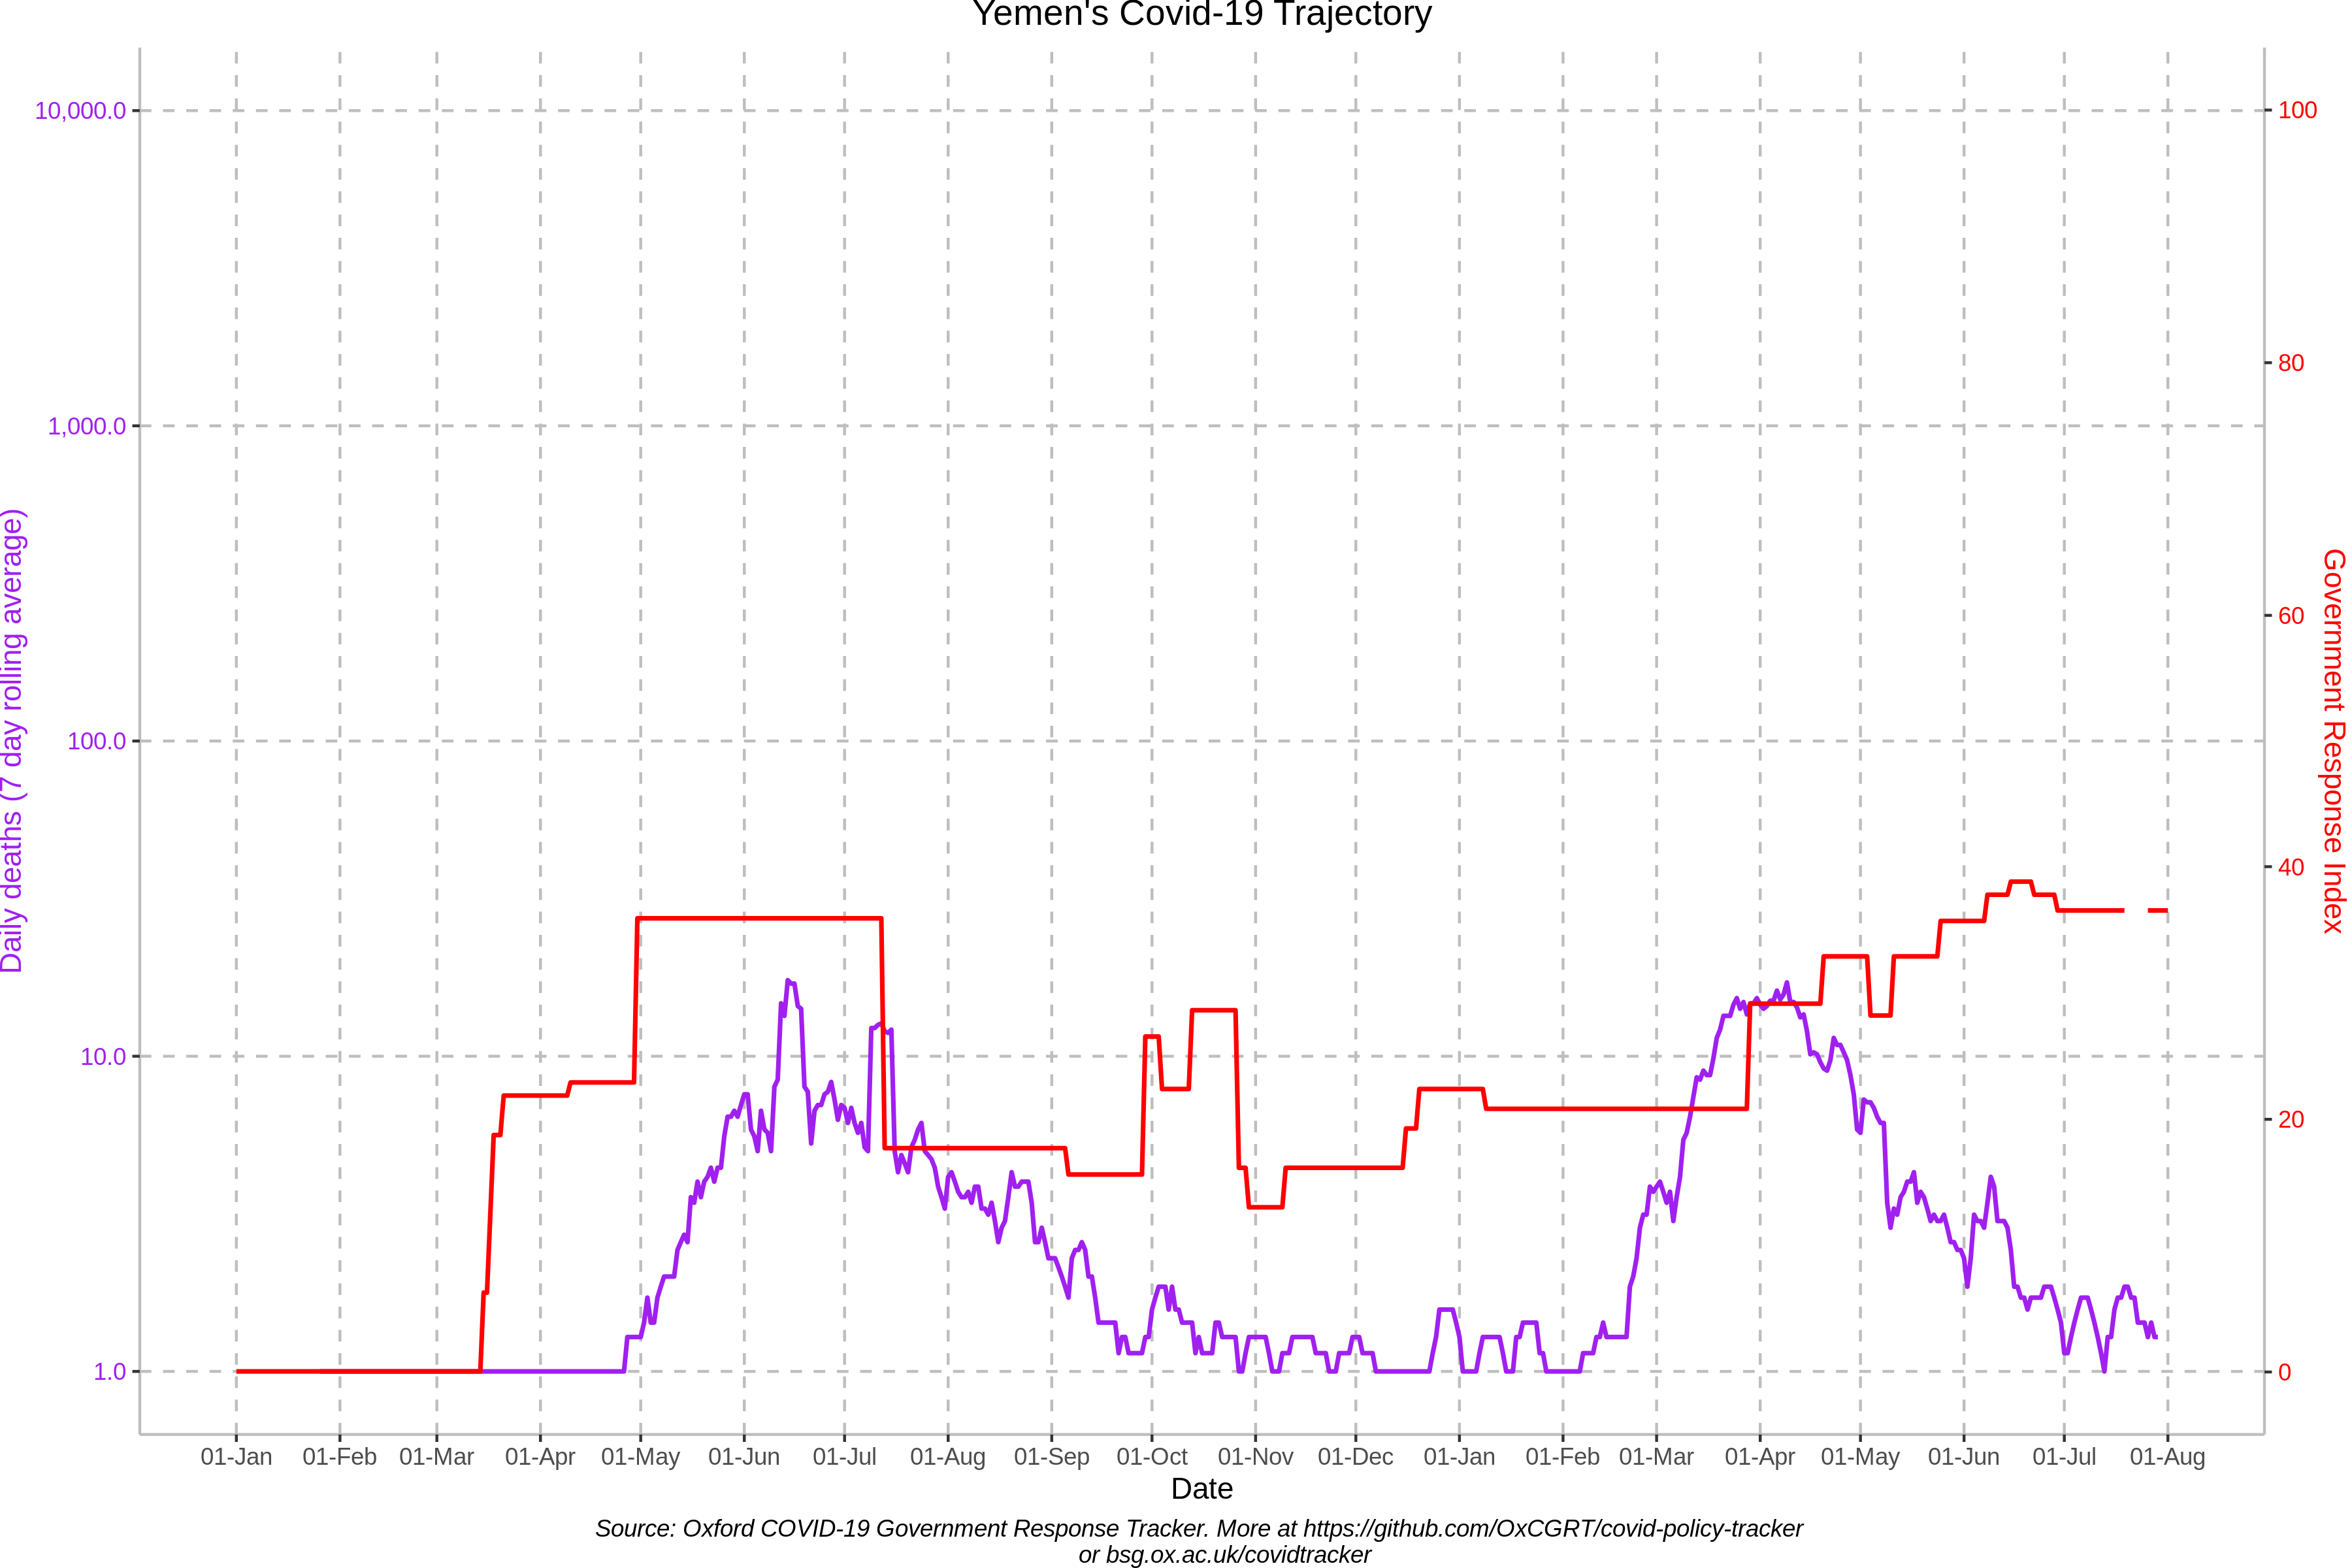 Yemen's Covid-19 Trajectory
10,000.0
1,000.0
100.0
10.0
1.0
Daily deaths (7 day rolling average)
100
80
60
40
20
0
Government Response Index
01-Jan 01-Feb 01-Mar 01-Apr 01-May 01-Jun 01-Jul 01-Aug 01-Sep 01-Oct 01-Nov 01-Dec 01-Jan 01-Feb 01-Mar 01-Apr 01-May 01-Jun 01-Jul 01-Aug
Date
Source: Oxford COVID-19 Government Response Tracker. More at https://github.com/OxCGRT/covid-policy-tracker
or bsg.ox.ac.uk/covidtracker